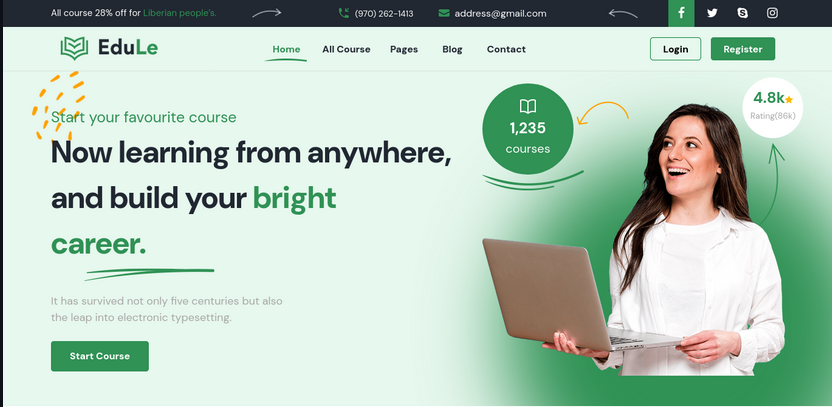 All course 28% off for Liberian people's.
(970) 262-1413
address@gmail.com
EduLe
Home
All Course
Pages
Blog
Contact
Login
Register
Start your favourite course
Now learning from anywhere,
and build your bright
career.
It has survived not only five centuries but also
the leap into electronic typesetting.
Start Course
1,235
courses
4.8k
Rating(86k)